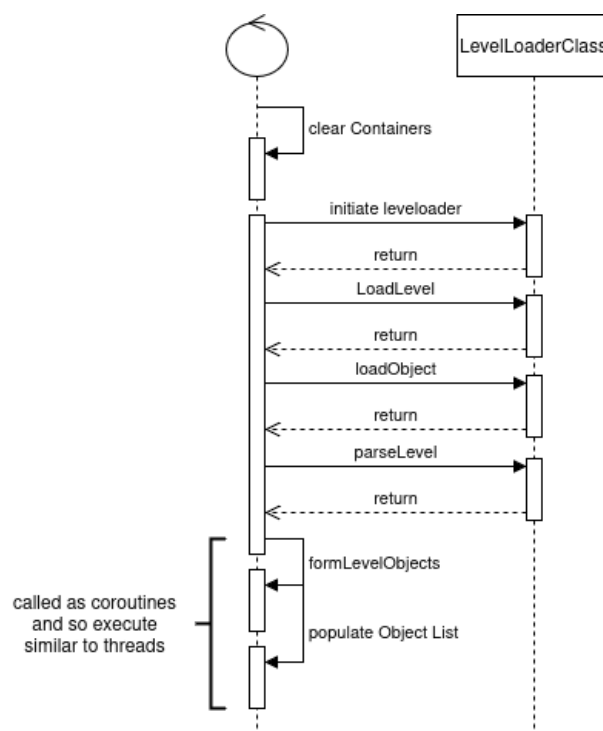 LevelLoaderClass
clear Containers
initiate leveloader
return
LoadLevel
return
loadObject
return
parseLevel
return
formLevelObjects
called as coroutines
and so execute
similar to threads
populate Object List